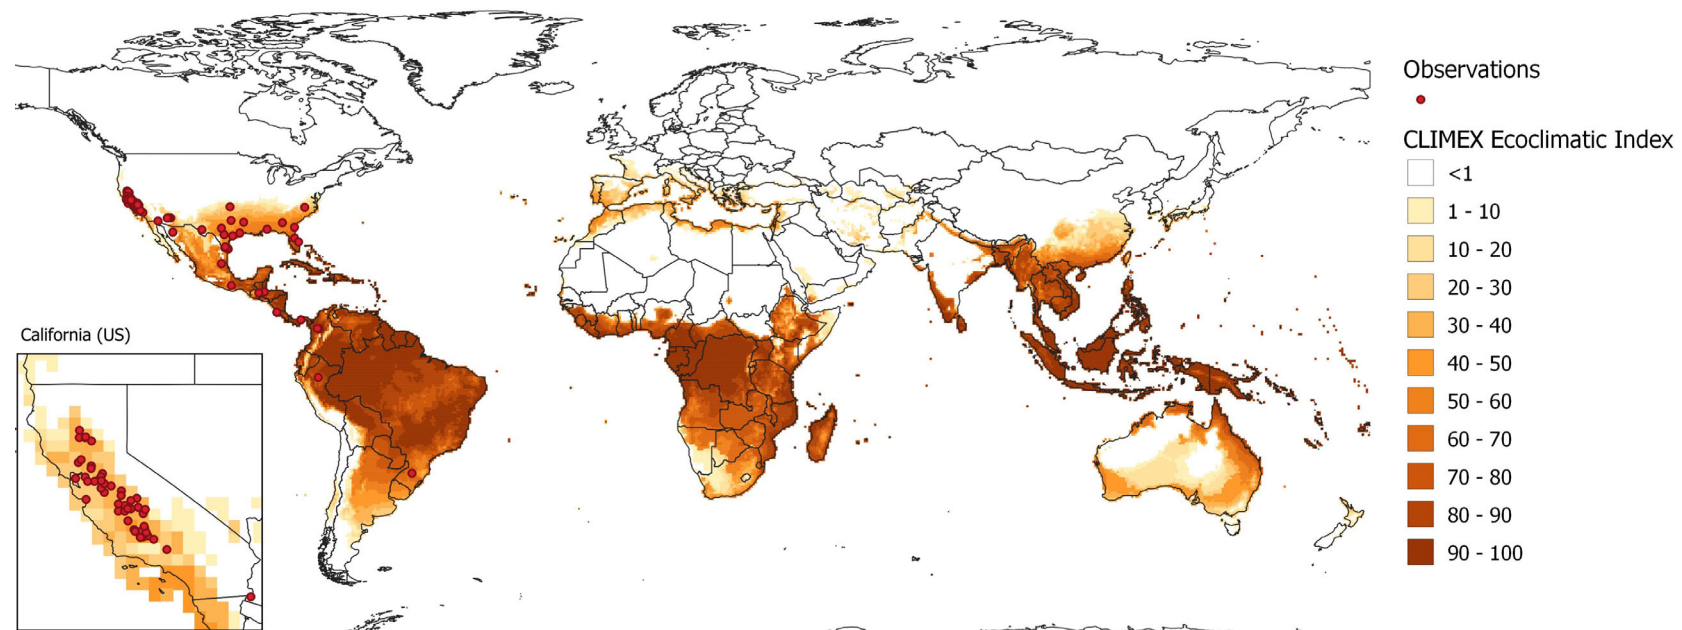 Observations
CLIMEX Ecoclimatic Index
<1
1 - 10
10 - 20
20 - 30
30 - 40
40 - 50
50 - 60
60 - 70
70 - 80
80 - 90
90 - 100
California (US)